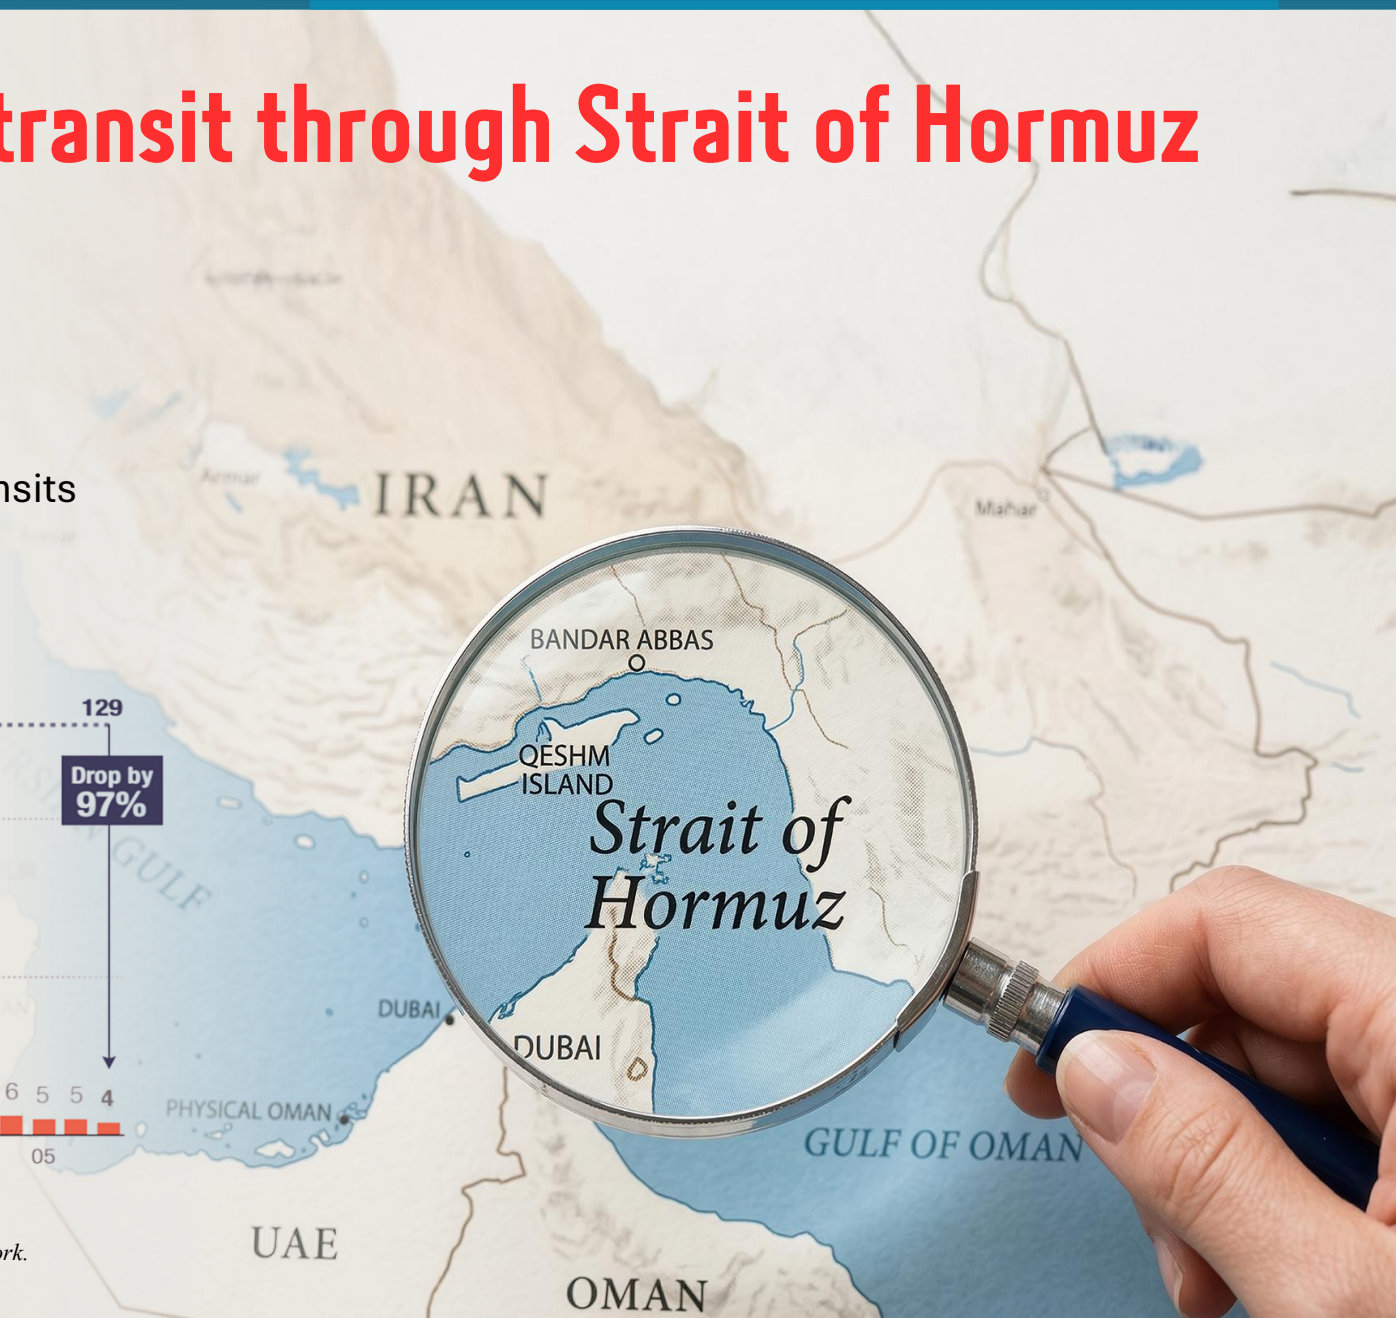 transit through Strait of Hormuz
IRAN
Mahar
nsits
BANDAR ABBAS
129
Drop by
97%
QESHM
ISLAND
Strait of
Hormuz
GULF
DUBAI
DUBAI
6 5 5 4
PHYSICAL OMAN
05
GULF OF OMAN
UAE
ork.
OMAN